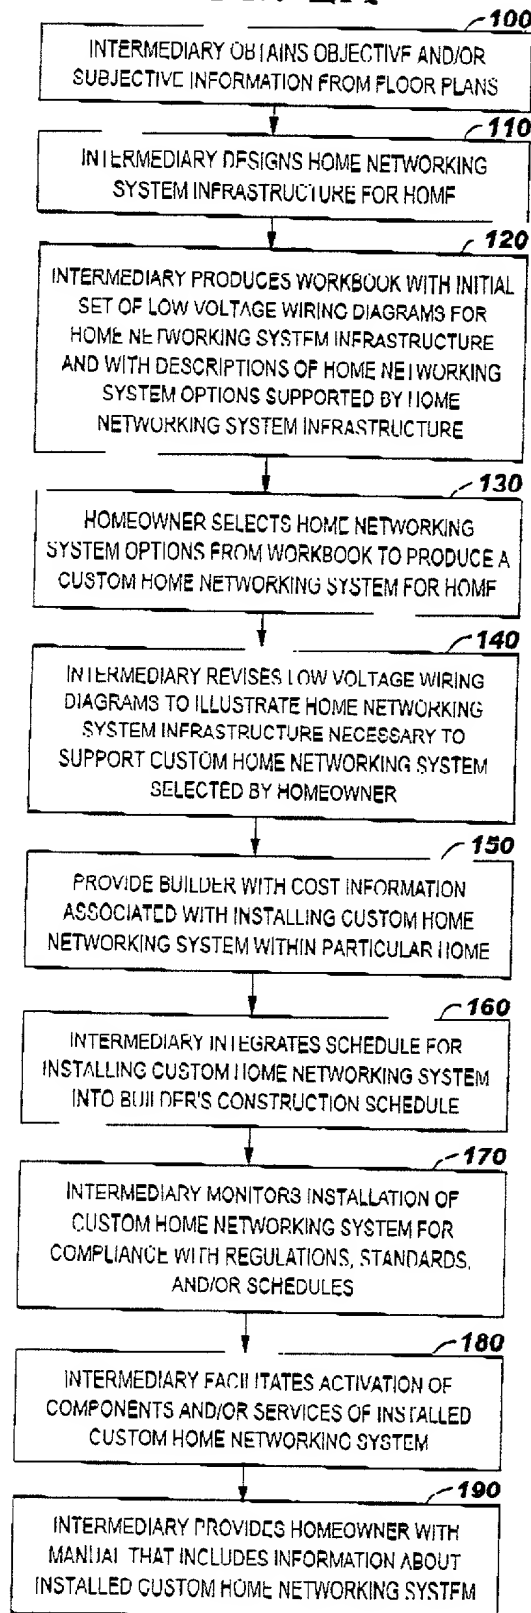 100
INTERMEDIARY OBTAINS OBJECTIVE AND/OR
SUBJECTIVE INFORMATION FROM FLOOR PLANS
110
INTERMEDIARY DESIGNS HOME NETWORKING
SYSTEM INFRASTRUCTURE FOR HOME
120
INTERMEDIARY PRODUCES WORKBOOK WITH INITIAL
SET OF LOW VOLTAGE WIRING DIAGRAMS FOR
HOME NETWORKING SYSTEM INFRASTRUCTURE
AND WITH DESCRIPTIONS OF HOME NETWORKING
SYSTEM OPTIONS SUPPORTED BY HOME
NETWORKING SYSTEM INFRASTRUCTURE
130
HOMEOWNER SELECTS HOME NETWORKING
SYSTEM OPTIONS FROM WORKBOOK TO PRODUCE A
CUSTOM HOME NETWORKING SYSTEM FOR HOME
140
INTERMEDIARY REVISES LOW VOLTAGE WIRING
DIAGRAMS TO ILLUSTRATE HOME NETWORKING
SYSTEM INFRASTRUCTURE NECESSARY TO
SUPPORT CUSTOM HOME NETWORKING SYSTEM
SELECTED BY HOMEOWNER
150
PROVIDE BUILDER WITH COST INFORMATION
ASSOCIATED WITH INSTALLING CUSTOM HOME
NETWORKING SYSTEM WITHIN PARTICULAR HOME
160
INTERMEDIARY INTEGRATES SCHEDULE FOR
INSTALLING CUSTOM HOME NETWORKING SYSTEM
INTO BUILDER'S CONSTRUCTION SCHEDULE
170
INTERMEDIARY MONITORS INSTALLATION OF
CUSTOM HOME NETWORKING SYSTEM FOR
COMPLIANCE WITH REGULATIONS, STANDARDS,
AND/OR SCHEDULES
180
INTERMEDIARY FACILITATES ACTIVATION OF
COMPONENTS AND/OR SERVICES OF INSTALLED
CUSTOM HOME NETWORKING SYSTEM
190
INTERMEDIARY PROVIDES HOMEOWNER WITH
MANUAL THAT INCLUDES INFORMATION ABOUT
INSTALLED CUSTOM HOME NETWORKING SYSTEM